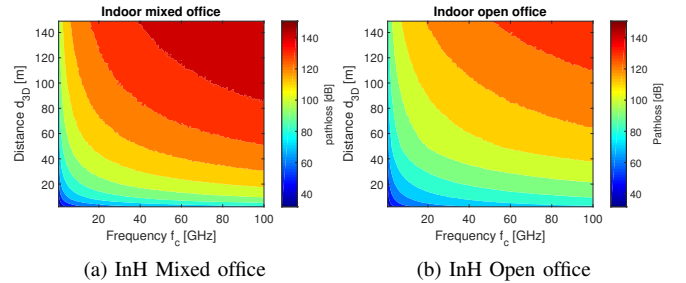 Indoor mixed office
140
120
100
80
60
40
20
Distance d3D [m]
20 40 60 80 100
Frequency fc [GHz]
140
120
100
80
60
40
pathloss [dB]
(a) InH Mixed office
Indoor open office
140
120
100
80
60
40
20
Distance d3D [m]
20 40 60 80 100
Frequency fc [GHz]
140
120
100
80
60
40
Pathloss [dB]
(b) InH Open office